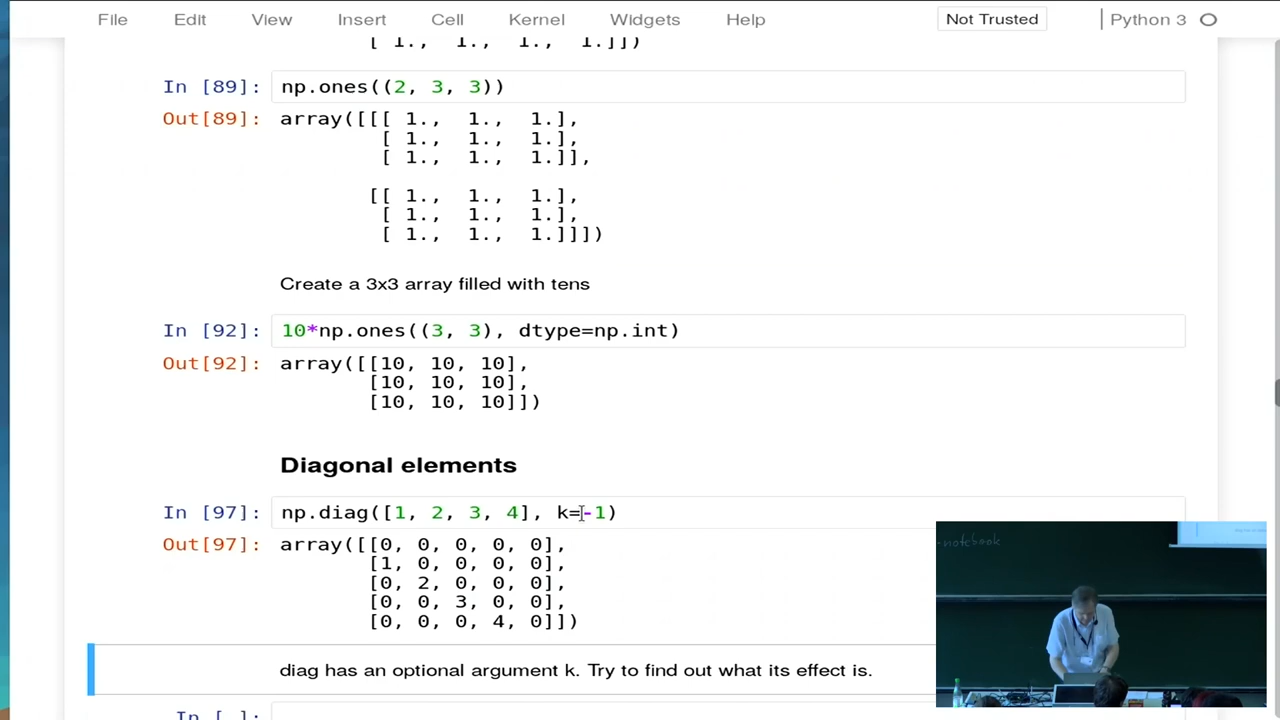 File Edit View Insert Cell Kernel Widgets Help Not Trusted Python 3
[ 1., 1., 1., 1.]])
In [89]: np.ones((2, 3, 3))
Out[89]: array([[[ 1., 1., 1.],
[ 1., 1., 1.],
[ 1., 1., 1.]],
[[ 1., 1., 1.],
[ 1., 1., 1.],
[ 1., 1., 1.]]])
Create a 3x3 array filled with tens
In [92]: 10*np.ones((3, 3), dtype=np.int)
Out[92]: array([[10, 10, 10],
[10, 10, 10],
[10, 10, 10]])
Diagonal elements
In [97]: np.diag([1, 2, 3, 4], k=-1)
Out[97]: array([[0, 0, 0, 0, 0],
[1, 0, 0, 0, 0],
[0, 2, 0, 0, 0],
[0, 0, 3, 0, 0],
[0, 0, 0, 4, 0]])
-notebook
diag has an optional argument k. Try to find out what its effect is.
In [ ]: